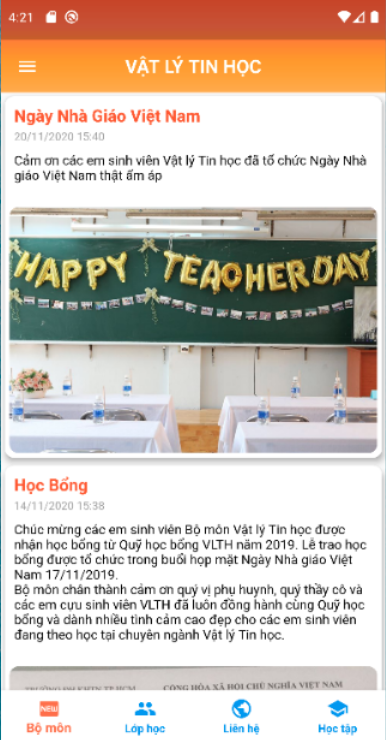 4:21
VẬT LÝ TIN HỌC
Ngày Nhà Giáo Việt Nam
20/11/2020 15:40
Cảm ơn các em sinh viên Vật lý Tin học đã tổ chức Ngày Nhà
giáo Việt Nam thật ấm áp
HAPPY TEACHER DAY
Học Bổng
14/11/2020 15:38
Chúc mừng các em sinh viên Bộ môn Vật lý Tin học được
nhận học bổng từ Quỹ học bổng VLTH năm 2019. Lễ trao học
bổng được tổ chức trong buổi họp mặt Ngày Nhà giáo Việt
Nam 17/11/2019.
Bộ môn chân thành cảm ơn quý vị phụ huynh, quý thầy cô và
các em cựu sinh viên VLTH đã luôn đồng hành cùng Quỹ học
bổng và dành nhiều tình cảm cao đẹp cho các em sinh viên
đang theo học tại chuyên ngành Vật lý Tin học.
TRƯỜNG ĐH KHTN TP.HCM CỘNG HÒA XÃ HỘI CHỦ NGHĨA VIỆT NAM
NEW
Bộ môn Lớp học Liên hệ Học tập